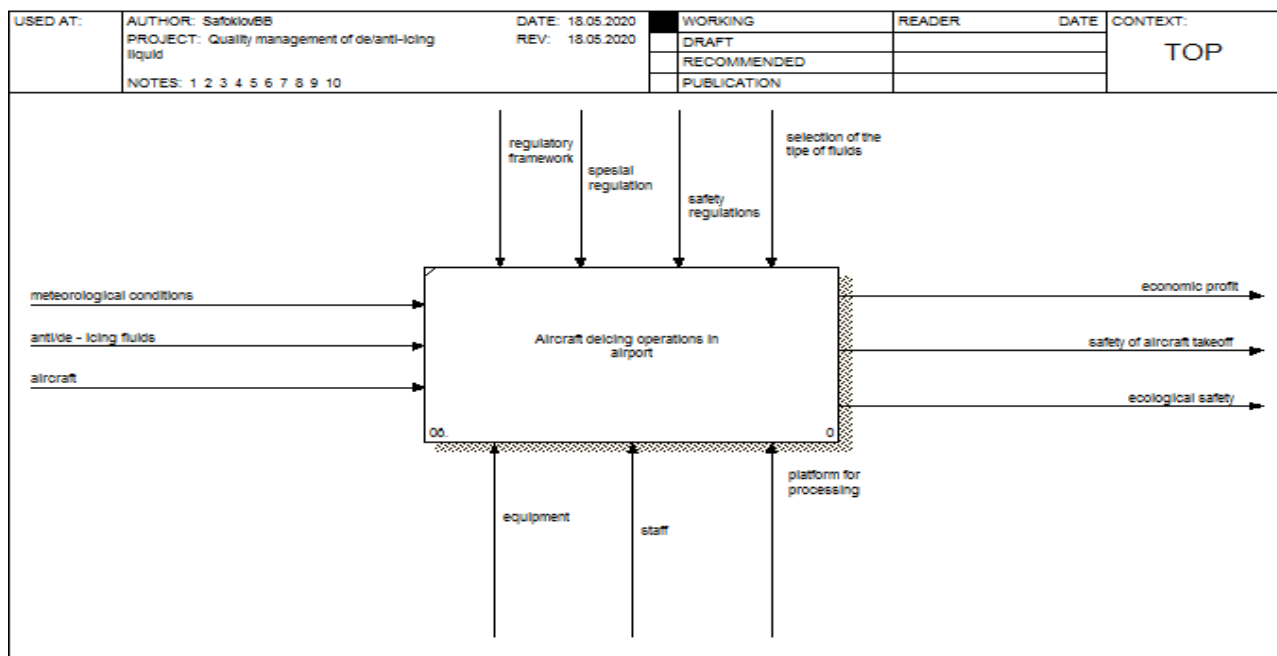 USED AT:
AUTHOR: SafoklovBB
DATE: 18.05.2020
PROJECT: Quality management of de/anti-icing
liquid
REV: 18.05.2020
NOTES: 1 2 3 4 5 6 7 8 9 10
WORKING
DRAFT
RECOMMENDED
PUBLICATION
READER
DATE
CONTEXT:
TOP
regulatory
framework
spesial
regulation
safety
regulations
selection of the
tipe of fluids
meteorological conditions
anti/de - icing fluids
aircraft
Aircraft deicing operations in
airport
0б.
0
economic profit
safety of aircraft takeoff
ecological safety
equipment
staff
platform for
processing